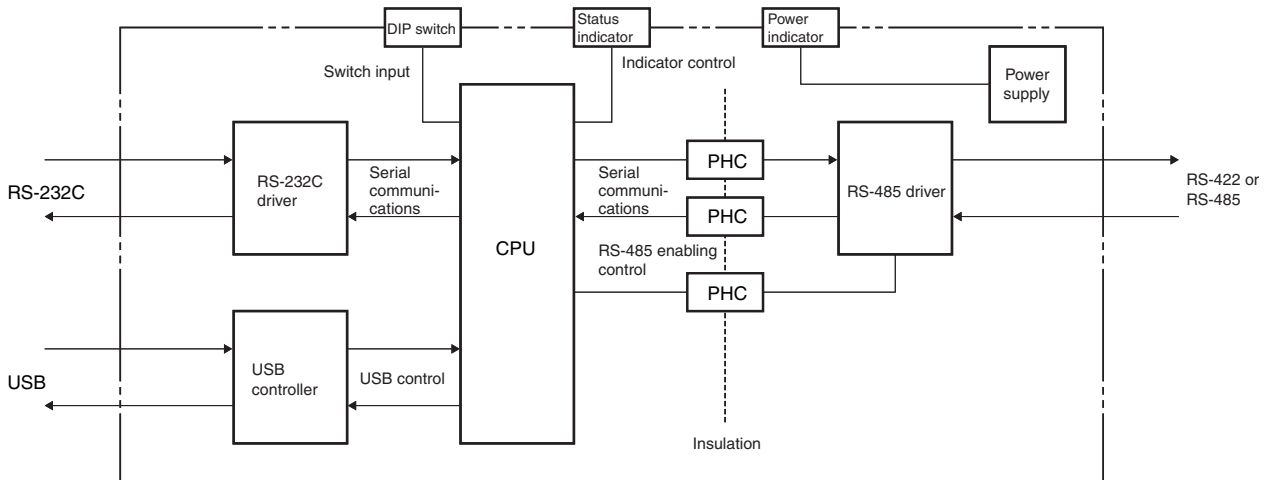 DIP switch
Status
indicator
Power
indicator
Switch input
Indicator control
Power
supply
RS-232C
RS-232C
driver
Serial
communi-
cations
CPU
Serial
communi-
cations
PHC
PHC
RS-485 driver
RS-422 or
RS-485
RS-485 enabling
control
PHC
USB
USB
controller
USB control
Insulation